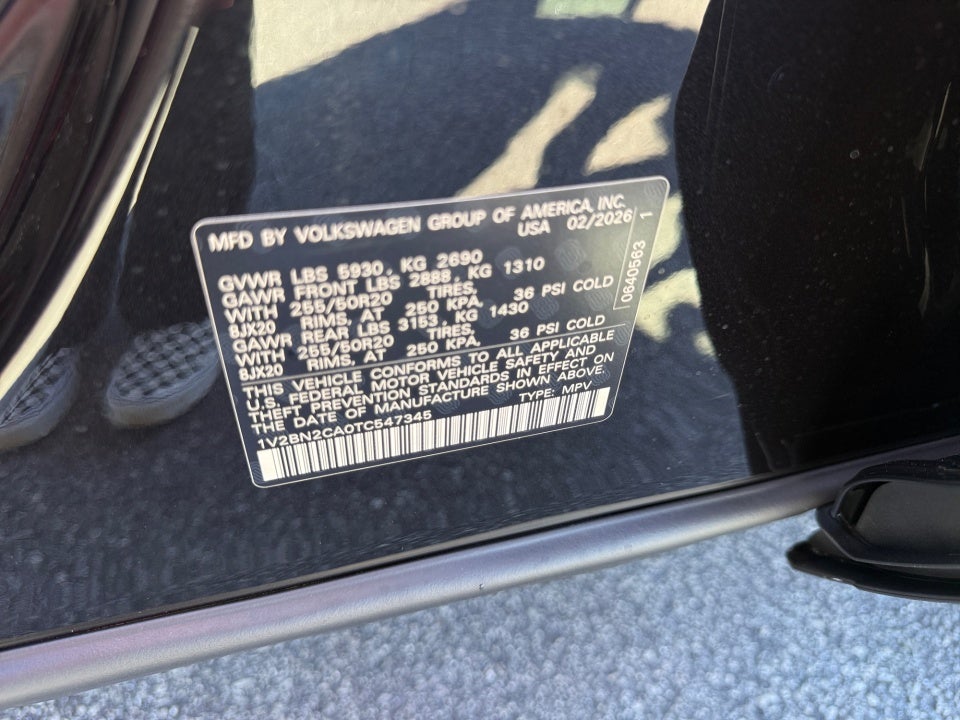 MFD BY VOLKSWAGEN GROUP OF AMERICA, INC.
USA 02/2026
GVWR LBS 5930, KG 2690
GAWR FRONT LBS 2888, KG 1310
WITH 255/50R20 TIRES,
8JX20 RIMS, AT 250 KPA, 36 PSI COLD
GAWR REAR LBS 3153, KG 1430
WITH 255/50R20 TIRES,
8JX20 RIMS, AT 250 KPA, 36 PSI COLD
THIS VEHICLE CONFORMS TO ALL APPLICABLE
U.S. FEDERAL MOTOR VEHICLE SAFETY AND
THEFT PREVENTION STANDARDS IN EFFECT ON
THE DATE OF MANUFACTURE SHOWN ABOVE.
1V2BN2CA0TC547345 TYPE: MPV
0640563 1